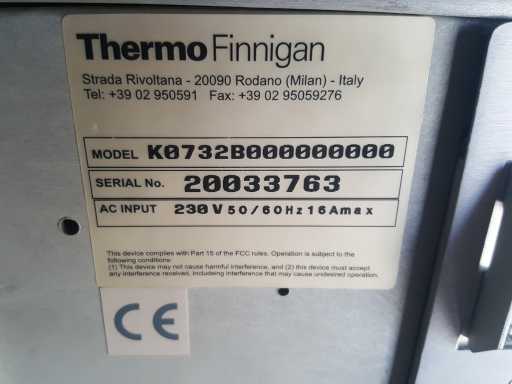 Thermo Finnigan
Strada Rivoltana - 20090 Rodano (Milan) - Italy
Tel: +39 02 950591 Fax: +39 02 95059276
MODEL K0732B000000000
SERIAL No. 20033763
AC INPUT 230V 50/60Hz 16Amax
This device complies with Part 15 of the FCC rules. Operation is subject to the
following conditions:
(1) This device may not cause harmful interference, and (2) this device must accept
any interference received, including interference that may cause undesired operation.
CE